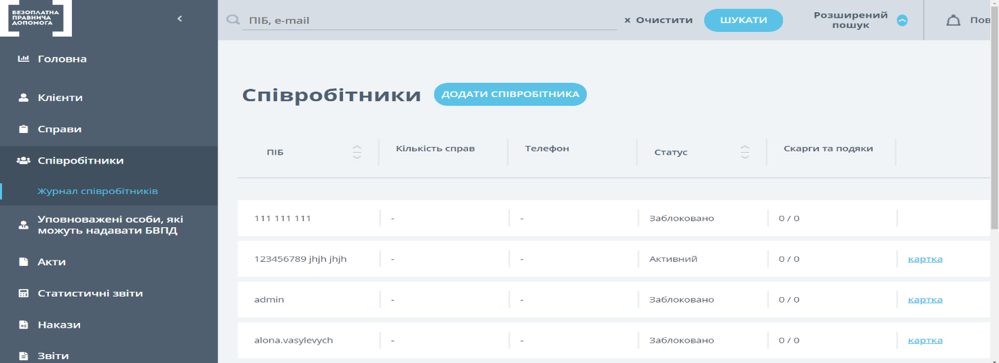 БЕЗОПЛАТНА
ПРАВНИЧА
ДОПОМОГА
Головна
Клієнти
Справи
Співробітники
Журнал співробітників
Уповноважені особи, які
можуть надавати БВПД
Акти
Статистичні звіти
Накази
Звіти
ПІБ, e-mail
x Очистити
ШУКАТИ
Розширений
пошук
Пов
Співробітники
ДОДАТИ СПІВРОБІТНИКА
ПІБ Кількість справ Телефон Статус Скарги та подяки
111 111 111 - - Заблоковано 0 / 0
123456789 jhjh jhjh - - Активний 0 / 0 картка
admin - - Заблоковано 0 / 0 картка
alona.vasylevych - - Заблоковано 0 / 0 картка